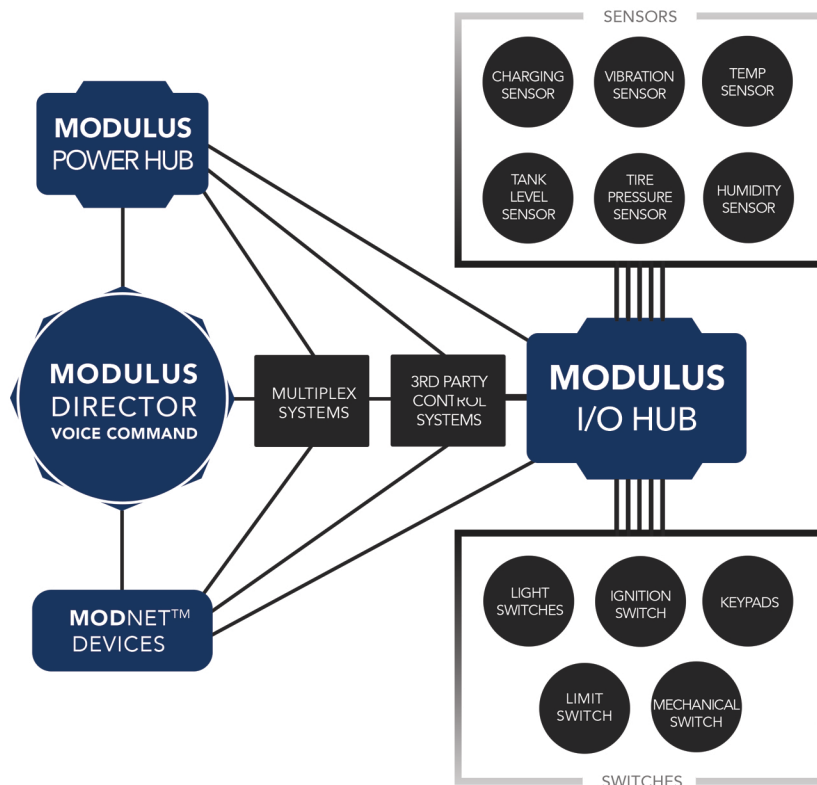 SENSORS
CHARGING
SENSOR
VIBRATION
SENSOR
TEMP
SENSOR
TANK
LEVEL
SENSOR
TIRE
PRESSURE
SENSOR
HUMIDITY
SENSOR
MODULUS
POWER HUB
MODULUS
DIRECTOR
VOICE COMMAND
MULTIPLEX
SYSTEMS
3RD PARTY
CONTROL
SYSTEMS
MODULUS
I/O HUB
MODNET™
DEVICES
LIGHT
SWITCHES
IGNITION
SWITCH
KEYPADS
LIMIT
SWITCH
MECHANICAL
SWITCH
SWITCHES